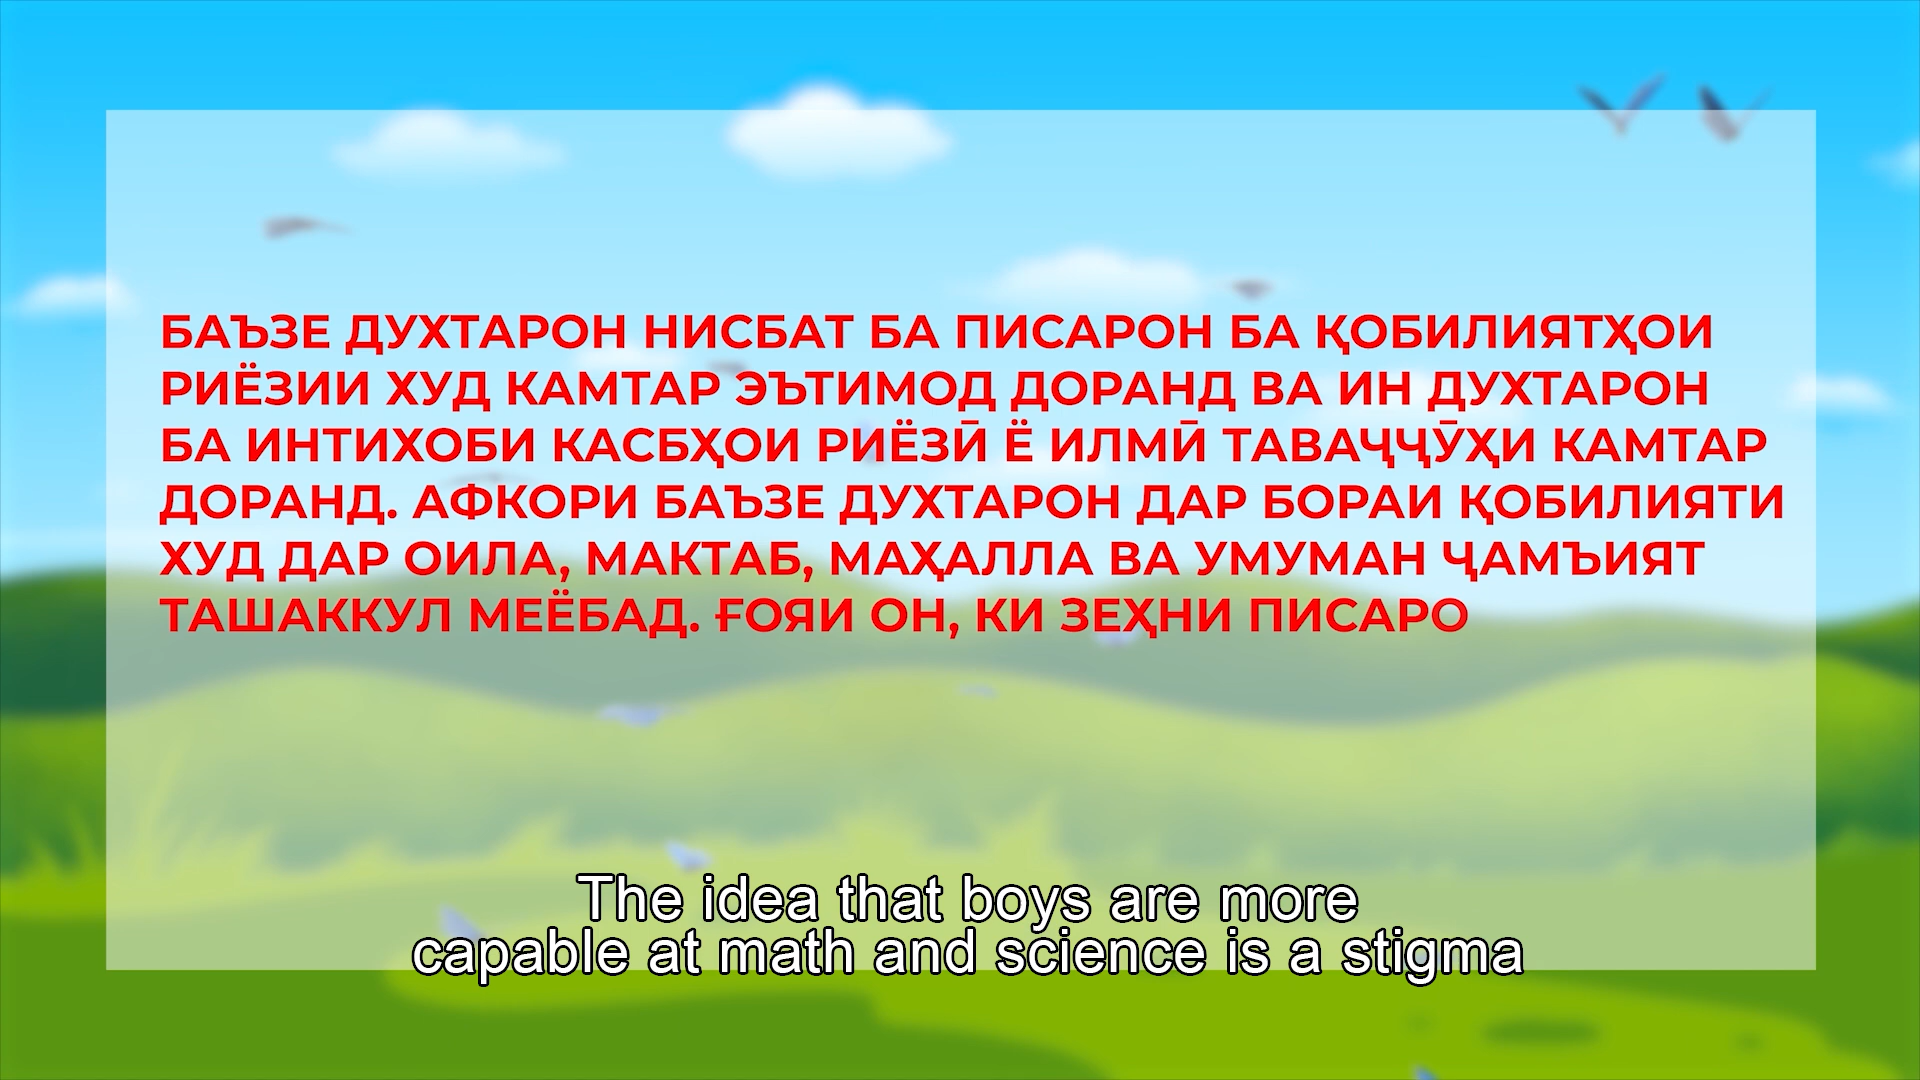 БАЪЗЕ ДУХТАРОН НИСБАТ БА ПИСАРОН БА ҚОБИЛИЯТҲОИ
РИЁЗИИ ХУД КАМТАР ЭЪТИМОД ДОРАНД ВА ИН ДУХТАРОН
БА ИНТИХОБИ КАСБҲОИ РИЁЗӢ Ё ИЛМӢ ТАВАҶҶӮҲИ КАМТАР
ДОРАНД. АФКОРИ БАЪЗЕ ДУХТАРОН ДАР БОРАИ ҚОБИЛИЯТИ
ХУД ДАР ОИЛА, МАКТАБ, МАҲАЛЛА ВА УМУМАН ҶАМЪИЯТ
ТАШАККУЛ МЕЁБАД. ҒОЯИ ОН, КИ ЗЕҲНИ ПИСАРО
The idea that boys are more
capable at math and science is a stigma